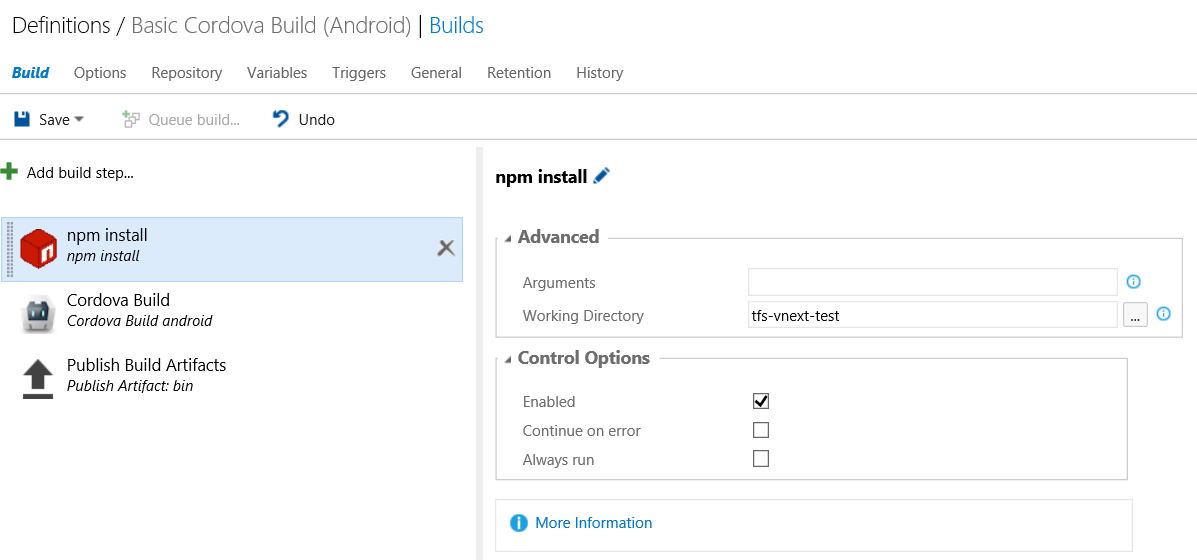 Definitions / Basic Cordova Build (Android) | Builds
Build Options Repository Variables Triggers General Retention History
Save Queue build... Undo
Add build step...
npm install
npm install
Cordova Build
Cordova Build android
Publish Build Artifacts
Publish Artifact: bin
npm install
Advanced
Arguments
Working Directory tfs-vnext-test ...
Control Options
Enabled
Continue on error
Always run
More Information